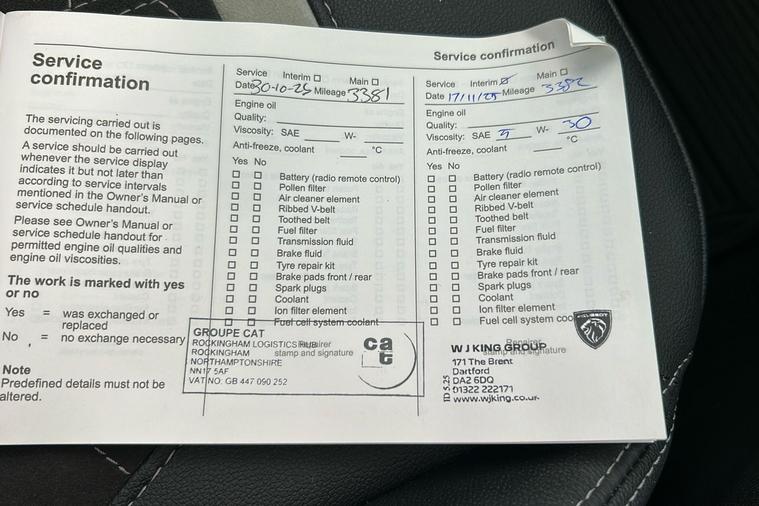 Service
confirmation
The servicing carried out is
documented on the following pages.
A service should be carried out
whenever the service display
indicates it but not later than
according to service intervals
mentioned in the Owner's Manual or
service schedule handout.
Please see Owner's Manual or
service schedule handout for
permitted engine oil qualities and
engine oil viscosities.
The work is marked with yes
or no
Yes = was exchanged or
replaced
No = no exchange necessary
Note
Predefined details must not be
altered.
Service Interim ☐ Main ☐
Date 30-10-25 Mileage 3381
Engine oil
Quality:
Viscosity: SAE W-
Anti-freeze, coolant °C
Yes No
☐ ☐ Battery (radio remote control)
☐ ☐ Pollen filter
☐ ☐ Air cleaner element
☐ ☐ Ribbed V-belt
☐ ☐ Toothed belt
☐ ☐ Fuel filter
☐ ☐ Transmission fluid
☐ ☐ Brake fluid
☐ ☐ Tyre repair kit
☐ ☐ Brake pads front / rear
☐ ☐ Spark plugs
☐ ☐ Coolant
☐ ☐ Ion filter element
☐ ☐ Fuel cell system coolant
Repairer
stamp and signature
GROUPE CAT
ROCKINGHAM LOGISTICS HUB
ROCKINGHAM
NORTHAMPTONSHIRE
NN17 5AF
VAT NO: GB 447 090 252
cat
Service confirmation
Service Interim ☑ Main ☐
Date 17/11/25 Mileage 3382
Engine oil
Quality:
Viscosity: SAE W- 30
Anti-freeze, coolant °C
Yes No
☐ ☐ Battery (radio remote control)
☐ ☐ Pollen filter
☐ ☐ Air cleaner element
☐ ☐ Ribbed V-belt
☐ ☐ Toothed belt
☐ ☐ Fuel filter
☐ ☐ Transmission fluid
☐ ☐ Brake fluid
☐ ☐ Tyre repair kit
☐ ☐ Brake pads front / rear
☐ ☐ Spark plugs
☐ ☐ Coolant
☐ ☐ Ion filter element
☐ ☐ Fuel cell system coo
PEUGEOT
Repairer
stamp and signature
W J KING GROUP
171 The Brent
Dartford
DA2 6DQ
01322 222171
www.wjking.co.uk
ID 5.25